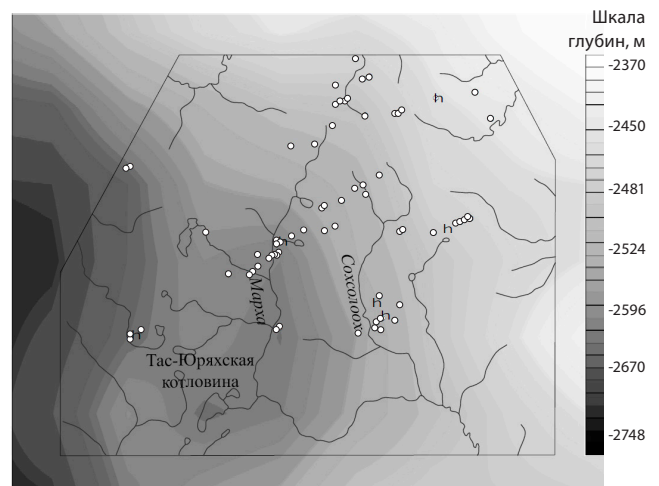 Шкала
глубин, м
-2370
-2450
-2481
-2524
-2596
-2670
-2748
h
h
h
h
h
h
Марха
Сохсолоох
Тас-Юряхская
котловина